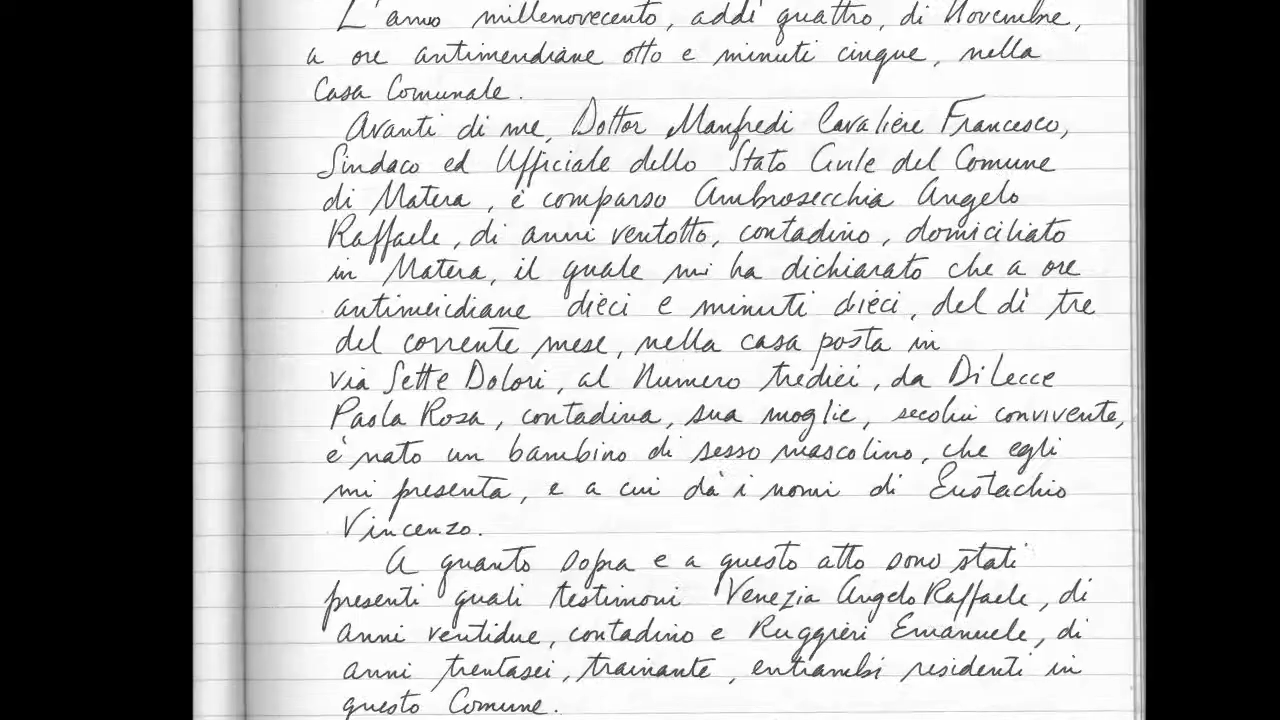 L'anno millenovecento, addì quattro, di Novembre,
a ore antimeridiane otto e minuti cinque, nella
Casa Comunale.
Avanti di me, Dottor Manfredi Cavaliere Francesco,
Sindaco ed Ufficiale dello Stato Civile del Comune
di Matera, è comparso Ambrosecchia Angelo
Raffaele, di anni ventotto, contadino, domiciliato
in Matera, il quale mi ha dichiarato che a ore
antimeridiane dieci e minuti dieci, del dì tre
del corrente mese, nella casa posta in
via Sette Dolori, al Numero tredici, da Di Lecce
Paola Rosa, contadina, sua moglie, secolui convivente,
è nato un bambino di sesso mascolino, che egli
mi presenta, e a cui dà i nomi di Eustachio
Vincenzo.
A quanto sopra e a questo atto sono stati
presenti quali testimoni Venezia Angelo Raffaele, di
anni ventidue, contadino e Ruggieri Emanuele, di
anni trentasei, trainante, entrambi residenti in
questo Comune.